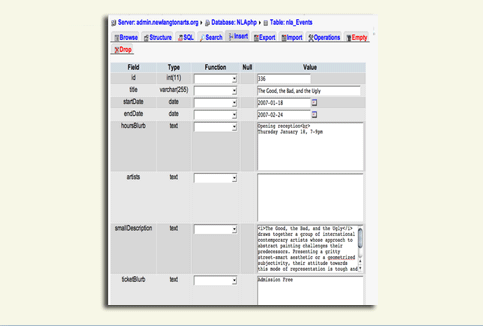 Server: admin.newlangtonarts.org ▸ Database: NLAphp ▸ Table: nla_Events
Browse Structure SQL Search Insert Export Import Operations Empty
Drop
Field Type Function Null Value
id int(11) 336
title varchar(255) The Good, the Bad, and the Ugly
startDate date 2007-01-18
endDate date 2007-02-24
hoursBlurb text Opening reception<br>
Thursday January 18, 7-9pm
artists text
smallDescription text <i>The Good, the Bad, and the Ugly</i>
draws together a group of international
contemporary artists whose approach to
abstract painting challenges their
predecessors. Presenting a gritty
street-smart aesthetic or a geometrized
subjectivity, their attitude towards
this mode of representation is tough and
ticketBlurb text Admission Free